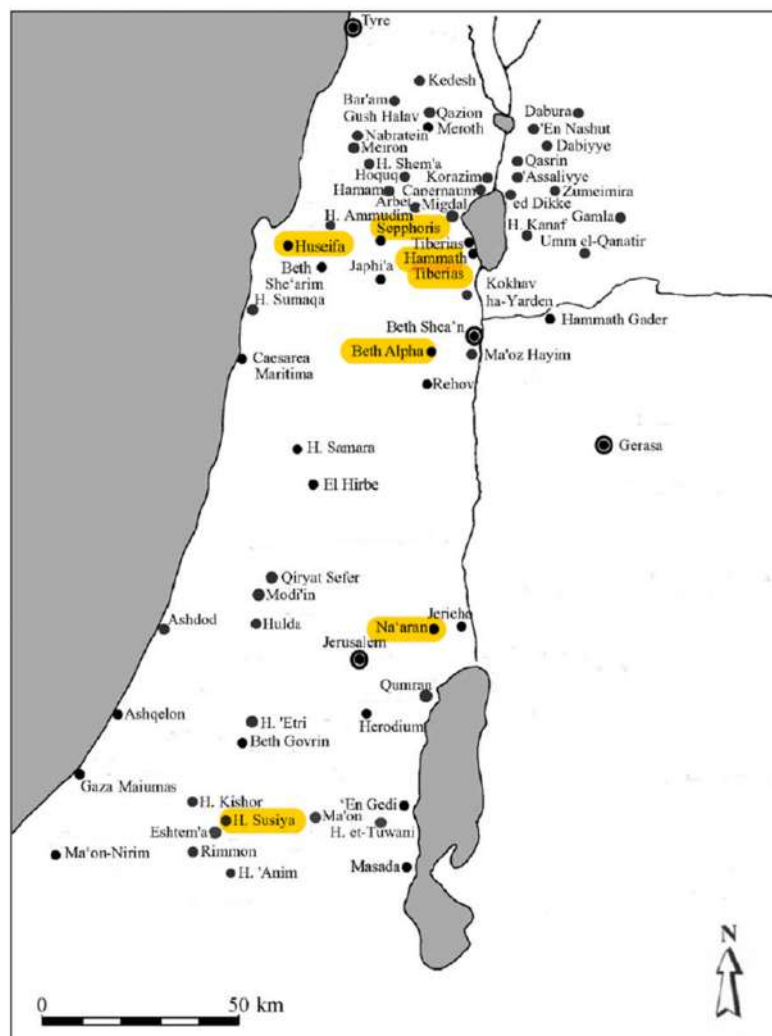 Tyre
Kedesh
Bar'am
Gush Halav
Qazion
Dabura
Meroth
'En Nashut
Nabratein
Meiron
Dabiyye
H. Shem'a
Qasrin
Hoquq
Korazim
'Assalivye
Hamam
Capernaum
Zumeimira
Arbel
Migdal
ed Dikke
H. Ammudim
Gamla
Sepphoris
H. Kanaf
Huseifa
Tiberias
Umm el-Qanatir
Hammath
Tiberias
Beth
She'arim
Japhi'a
Kokhav
ha-Yarden
H. Sumaqa
Hammath Gader
Beth Shea'n
Beth Alpha
Ma'oz Hayim
Caesarea
Maritima
Rehov
H. Samara
Gerasa
El Hirbe
Qiryat Sefer
Modi'in
Ashdod
Hulda
Na'aran
Jericho
Jerusalem
Qumran
Ashqelon
H. 'Etri
Herodium
Beth Govrin
Gaza Maiumas
H. Kishor
'En Gedi
H. Susiya
Ma'on
Eshtem'a
H. et-Tuwani
Ma'on-Nirim
Rimmon
Masada
H. 'Anim
N
0 50 km